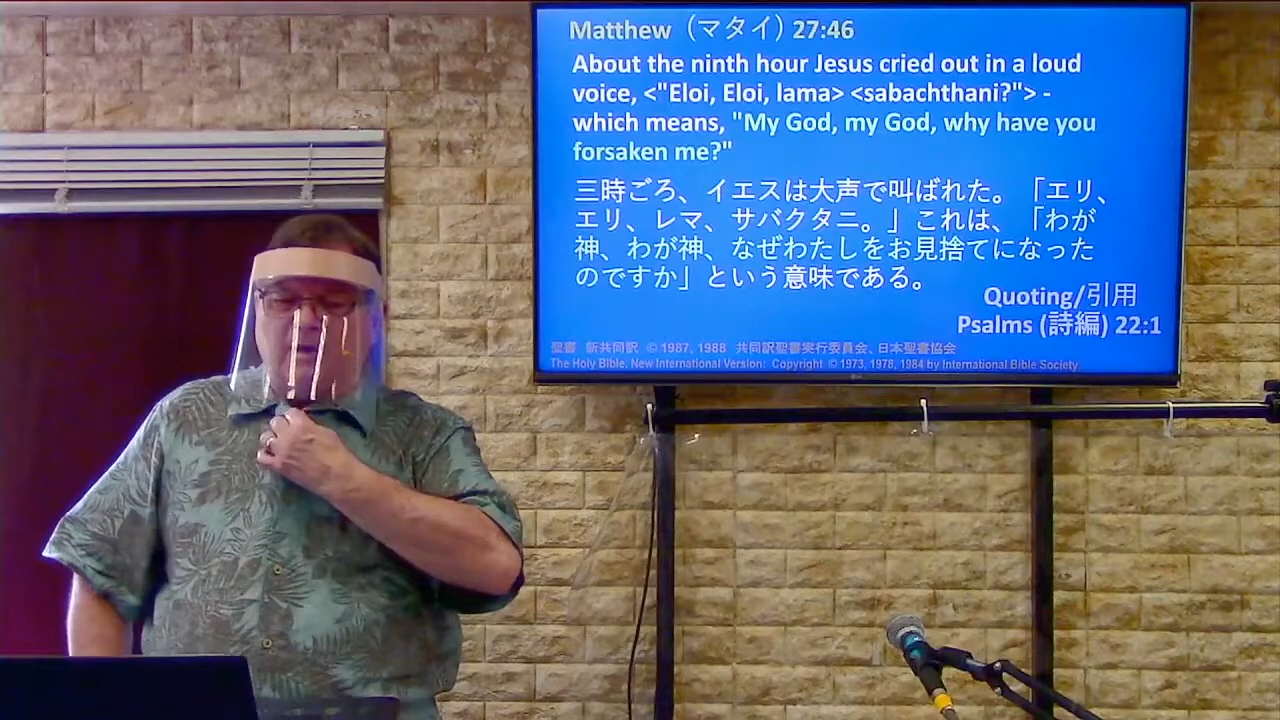 Matthew (マタイ) 27:46
About the ninth hour Jesus cried out in a loud
voice, <"Eloi, Eloi, lama> <sabachthani?"> -
which means, "My God, my God, why have you
forsaken me?"
三時ごろ、イエスは大声で叫ばれた。「エリ、
エリ、レマ、サバクタニ。」これは、「わが
神、わが神、なぜわたしをお見捨てになった
のですか」という意味である。
Quoting/引用
Psalms (詩編) 22:1
聖書 新共同訳 © 1987, 1988 共同訳聖書実行委員会、日本聖書協会
The Holy Bible, New International Version: Copyright © 1973, 1978, 1984 by International Bible Society